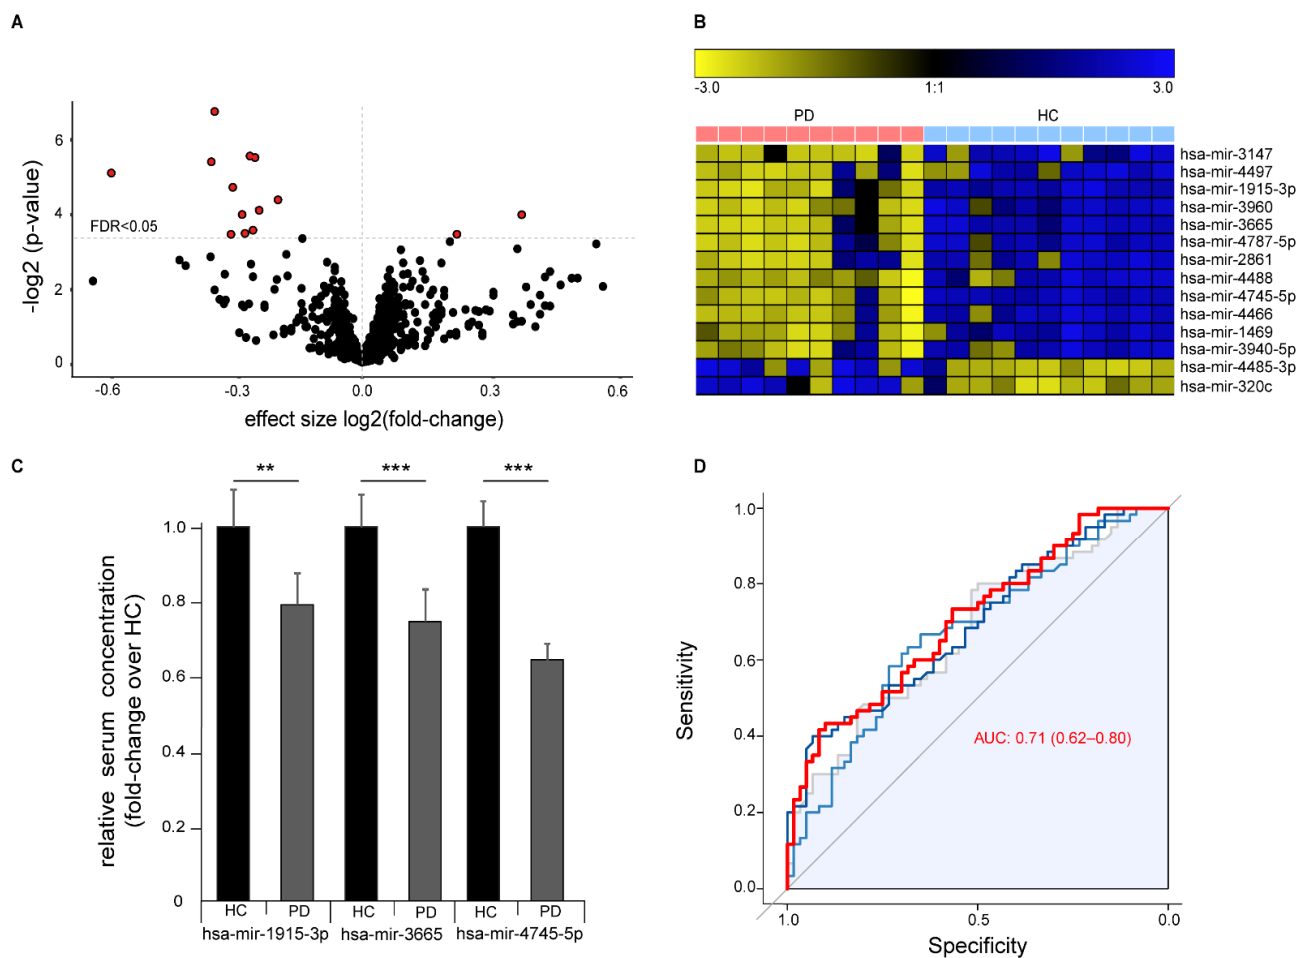 A
-log2 (p-value)
6
4
2
0
FDR<0.05
-0.6
-0.3
0.0
0.3
0.6
effect size log2(fold-change)
B
-3.0
1:1
3.0
PD
HC
hsa-mir-3147
hsa-mir-4497
hsa-mir-1915-3p
hsa-mir-3960
hsa-mir-3665
hsa-mir-4787-5p
hsa-mir-2861
hsa-mir-4488
hsa-mir-4745-5p
hsa-mir-4466
hsa-mir-1469
hsa-mir-3940-5p
hsa-mir-4485-3p
hsa-mir-320c
C
relative serum concentration
(fold-change over HC)
**
***
***
1.0
0.8
0.6
0.4
0.2
0
HC
PD
HC
PD
HC
PD
hsa-mir-1915-3p
hsa-mir-3665
hsa-mir-4745-5p
D
Sensitivity
1.0
0.8
0.6
0.4
0.2
0.0
AUC: 0.71 (0.62–0.80)
1.0
0.5
0.0
Specificity